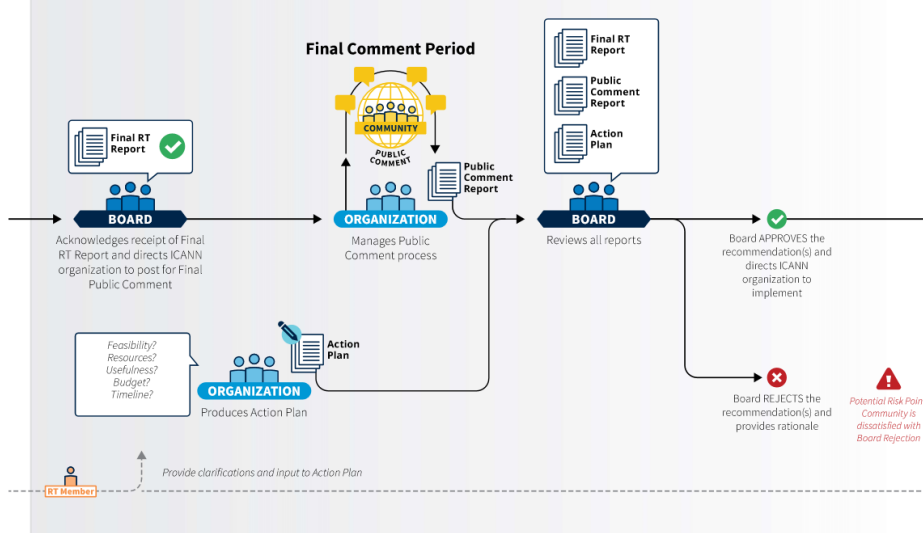 Final Comment Period
Final RT
Report
Public
Comment
Report
Action
Plan
COMMUNITY
PUBLIC
COMMENT
Final RT
Report
Public
Comment
Report
BOARD
Acknowledges receipt of Final
RT Report and directs ICANN
organization to post for Final
Public Comment
ORGANIZATION
Manages Public
Comment process
BOARD
Reviews all reports
Board APPROVES the
recommendation(s) and
directs ICANN
organization to
implement
Feasibility?
Resources?
Usefulness?
Budget?
Timeline?
Action
Plan
ORGANIZATION
Produces Action Plan
Board REJECTS the
recommendation(s) and
provides rationale
Potential Risk Poin
Community is
dissatisfied with
Board Rejection
Provide clarifications and input to Action Plan
RT Member